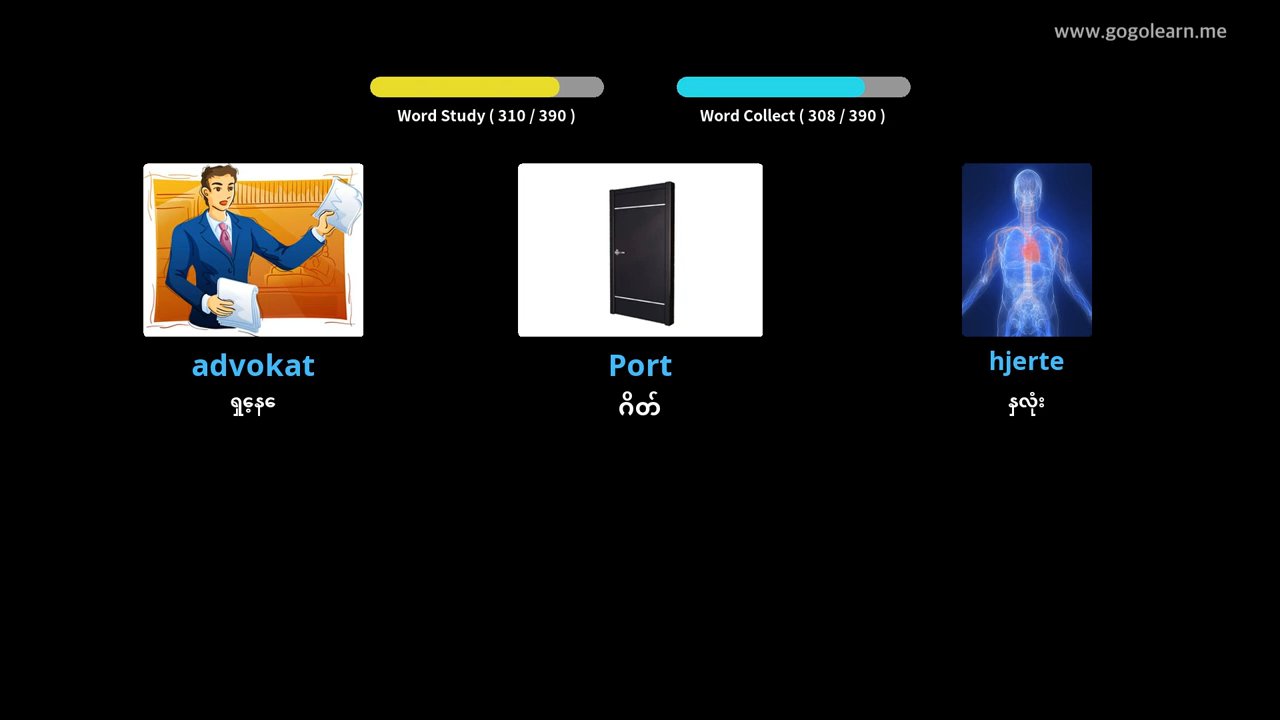 www.gogolearn.me
Word Study ( 310 / 390 )
Word Collect ( 308 / 390 )
advokat
Port
hjerte
ရှေ့နေ
ဂိတ်
နှလုံး